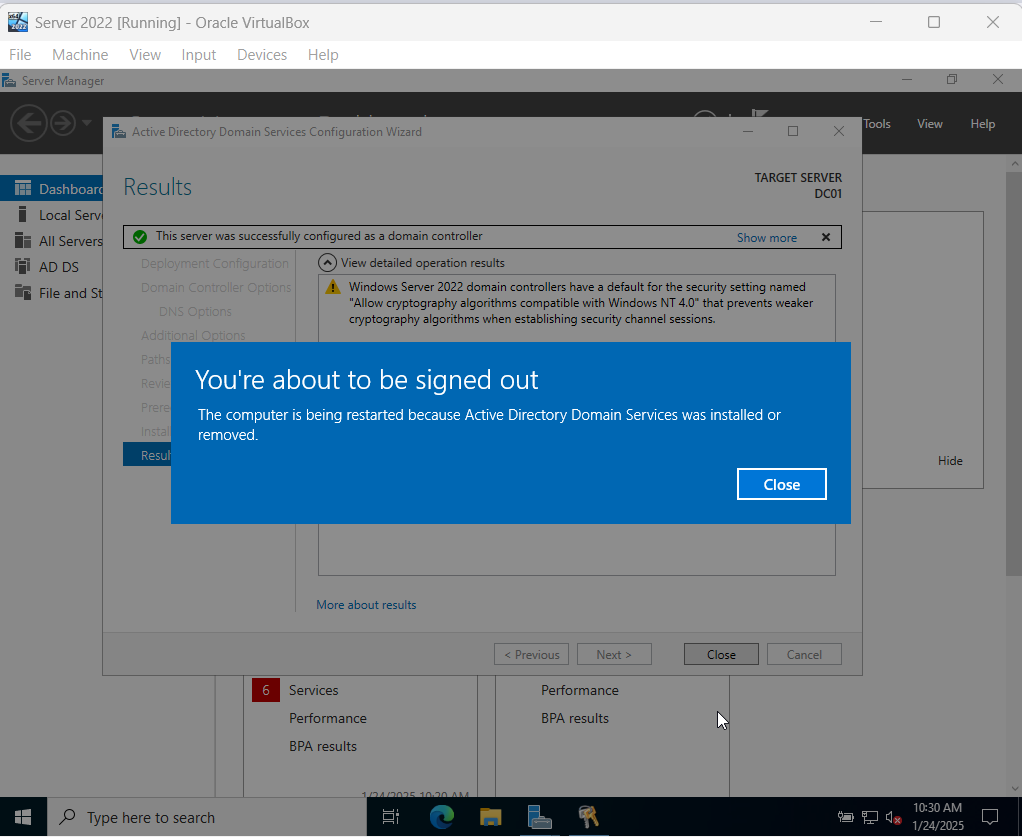 Server 2022 [Running] - Oracle VirtualBox
File Machine View Input Devices Help
Server Manager
Tools View Help
Active Directory Domain Services Configuration Wizard
Results
TARGET SERVER
DC01
Dashboard
Local Serv
All Servers
AD DS
File and St
This server was successfully configured as a domain controller
Show more
Deployment Configuration
Domain Controller Options
DNS Options
Additional Options
Paths
Revie
Prere
Install
Resul
View detailed operation results
Windows Server 2022 domain controllers have a default for the security setting named
"Allow cryptography algorithms compatible with Windows NT 4.0" that prevents weaker
cryptography algorithms when establishing security channel sessions.
You're about to be signed out
The computer is being restarted because Active Directory Domain Services was installed or
removed.
Close
Hide
More about results
< Previous Next > Close Cancel
6 Services
Performance
BPA results
Performance
BPA results
1/24/2025 10:20 AM
Type here to search
10:30 AM
1/24/2025